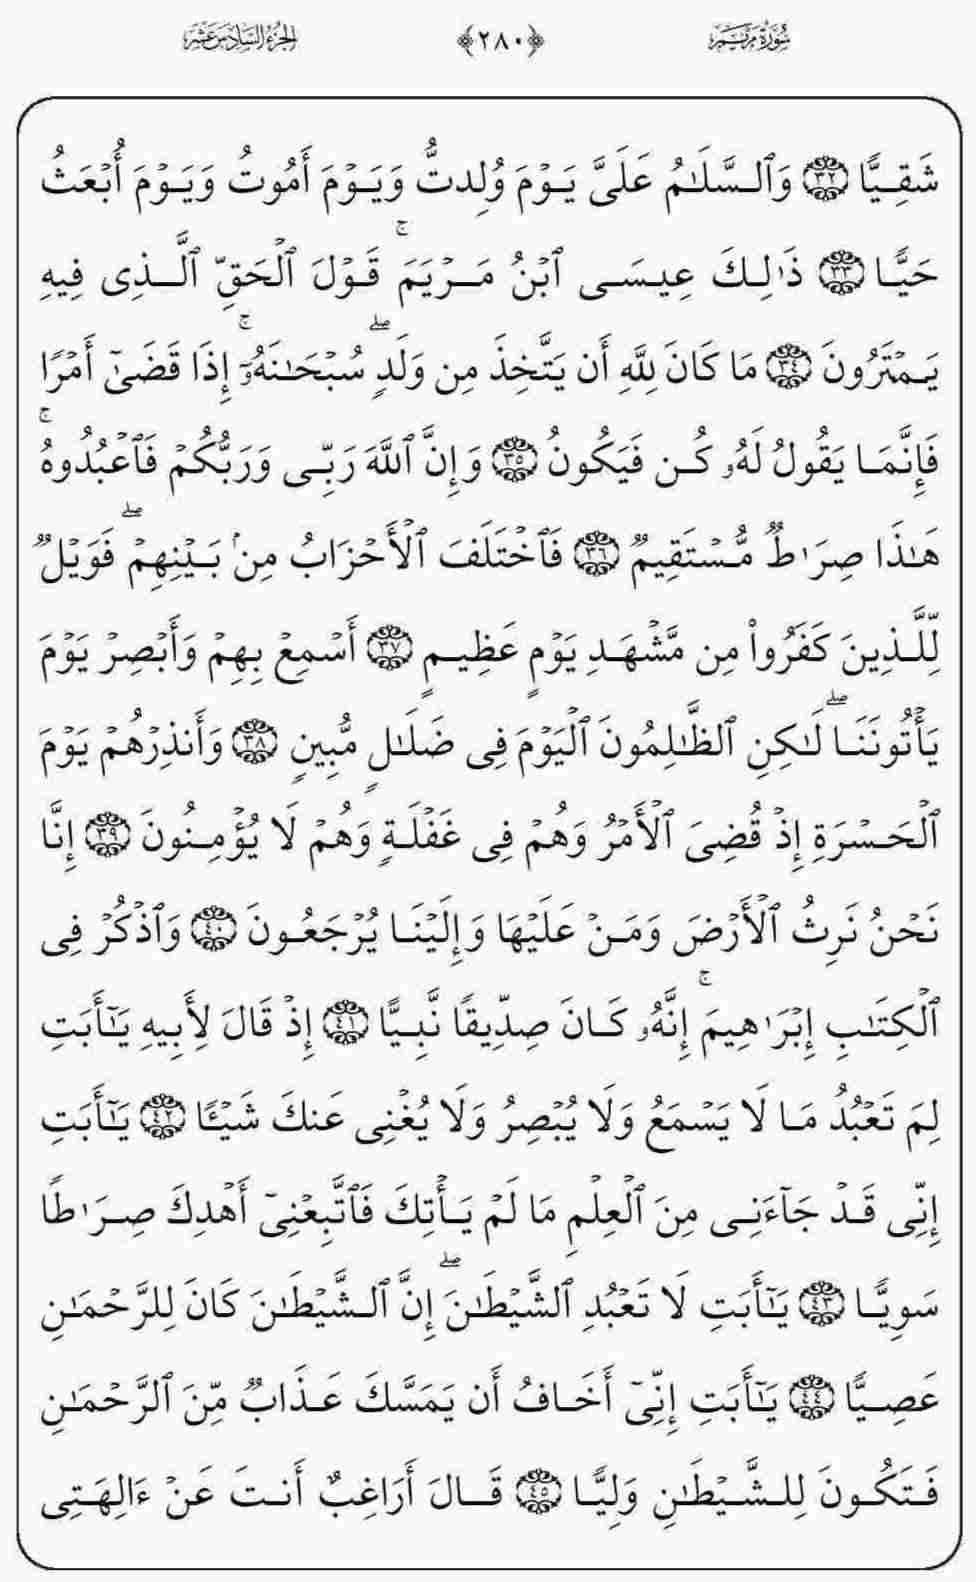 سُورَةُ مَرْيَم ﴿٢٨٠﴾ الجُزْءُ السَّادِسَ عَشَر
شَقِيًّا ٣٢ وَٱلسَّلَـٰمُ عَلَىَّ يَوْمَ وُلِدتُّ وَيَوْمَ أَمُوتُ وَيَوْمَ أُبْعَثُ
حَيًّا ٣٣ ذَٰلِكَ عِيسَى ٱبْنُ مَرْيَمَ ۚ قَوْلَ ٱلْحَقِّ ٱلَّذِى فِيهِ
يَمْتَرُونَ ٣٤ مَا كَانَ لِلَّهِ أَن يَتَّخِذَ مِن وَلَدٍ ۖ سُبْحَـٰنَهُۥٓ ۚ إِذَا قَضَىٰٓ أَمْرًا
فَإِنَّمَا يَقُولُ لَهُۥ كُن فَيَكُونُ ٣٥ وَإِنَّ ٱللَّهَ رَبِّى وَرَبُّكُمْ فَٱعْبُدُوهُ ۚ
هَـٰذَا صِرَٰطٌ مُّسْتَقِيمٌ ٣٦ فَٱخْتَلَفَ ٱلْأَحْزَابُ مِنۢ بَيْنِهِمْ ۖ فَوَيْلٌ
لِّلَّذِينَ كَفَرُوا۟ مِن مَّشْهَدِ يَوْمٍ عَظِيمٍ ٣٧ أَسْمِعْ بِهِمْ وَأَبْصِرْ يَوْمَ
يَأْتُونَنَا ۖ لَـٰكِنِ ٱلظَّـٰلِمُونَ ٱلْيَوْمَ فِى ضَلَـٰلٍ مُّبِينٍ ٣٨ وَأَنذِرْهُمْ يَوْمَ
ٱلْحَسْرَةِ إِذْ قُضِىَ ٱلْأَمْرُ وَهُمْ فِى غَفْلَةٍ وَهُمْ لَا يُؤْمِنُونَ ٣٩ إِنَّا
نَحْنُ نَرِثُ ٱلْأَرْضَ وَمَنْ عَلَيْهَا وَإِلَيْنَا يُرْجَعُونَ ٤٠ وَٱذْكُرْ فِى
ٱلْكِتَـٰبِ إِبْرَٰهِيمَ ۚ إِنَّهُۥ كَانَ صِدِّيقًا نَّبِيًّا ٤١ إِذْ قَالَ لِأَبِيهِ يَـٰٓأَبَتِ
لِمَ تَعْبُدُ مَا لَا يَسْمَعُ وَلَا يُبْصِرُ وَلَا يُغْنِى عَنكَ شَيْـًٔا ٤٢ يَـٰٓأَبَتِ
إِنِّى قَدْ جَآءَنِى مِنَ ٱلْعِلْمِ مَا لَمْ يَأْتِكَ فَٱتَّبِعْنِىٓ أَهْدِكَ صِرَٰطًا
سَوِيًّا ٤٣ يَـٰٓأَبَتِ لَا تَعْبُدِ ٱلشَّيْطَـٰنَ ۖ إِنَّ ٱلشَّيْطَـٰنَ كَانَ لِلرَّحْمَـٰنِ
عَصِيًّا ٤٤ يَـٰٓأَبَتِ إِنِّىٓ أَخَافُ أَن يَمَسَّكَ عَذَابٌ مِّنَ ٱلرَّحْمَـٰنِ
فَتَكُونَ لِلشَّيْطَـٰنِ وَلِيًّا ٤٥ قَالَ أَرَاغِبٌ أَنتَ عَنْ ءَالِهَتِى